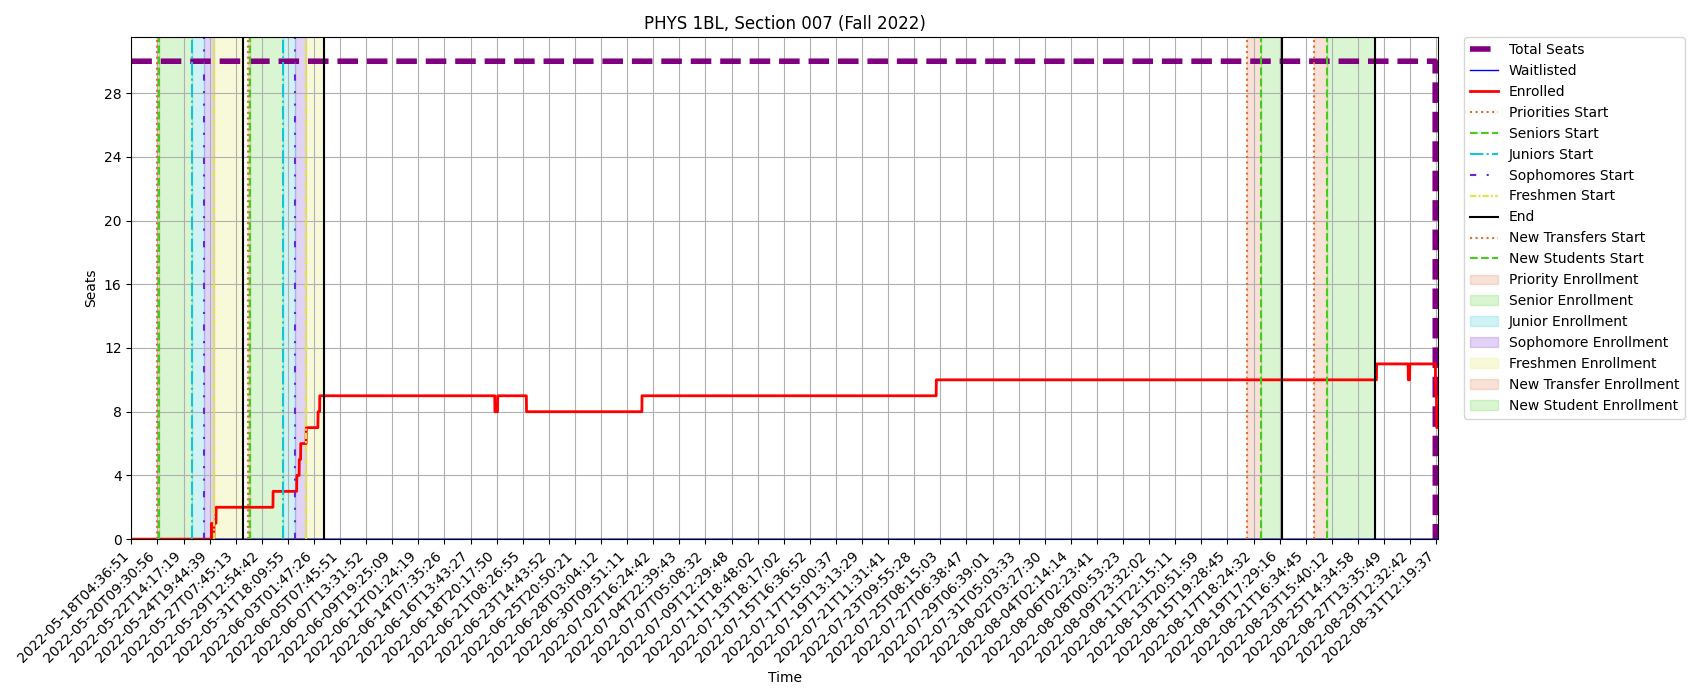 PHYS 1BL, Section 007 (Fall 2022)
Total Seats
Waitlisted
Enrolled
Priorities Start
Seniors Start
Juniors Start
Sophomores Start
Freshmen Start
End
New Transfers Start
New Students Start
Priority Enrollment
Senior Enrollment
Junior Enrollment
Sophomore Enrollment
Freshmen Enrollment
New Transfer Enrollment
New Student Enrollment
Seats
28
24
20
16
12
8
4
0
2022-05-18T04:36:51
2022-05-20T09:30:56
2022-05-22T14:17:19
2022-05-24T19:44:39
2022-05-27T07:45:13
2022-05-29T12:54:42
2022-05-31T18:09:55
2022-06-03T01:47:26
2022-06-05T07:45:51
2022-06-07T13:31:52
2022-06-09T19:25:09
2022-06-12T01:24:19
2022-06-14T07:35:26
2022-06-16T13:43:27
2022-06-18T20:17:50
2022-06-21T08:26:55
2022-06-23T14:43:52
2022-06-25T20:50:21
2022-06-28T03:04:12
2022-06-30T09:51:11
2022-07-02T16:24:42
2022-07-04T22:39:43
2022-07-07T05:08:32
2022-07-09T12:29:48
2022-07-11T18:48:02
2022-07-13T18:17:02
2022-07-15T16:36:52
2022-07-17T15:00:37
2022-07-19T13:13:29
2022-07-21T11:31:41
2022-07-23T09:55:28
2022-07-25T08:15:03
2022-07-27T06:38:47
2022-07-29T06:39:01
2022-07-31T05:03:33
2022-08-02T03:27:30
2022-08-04T02:14:14
2022-08-06T02:23:41
2022-08-08T00:53:23
2022-08-09T23:32:02
2022-08-11T22:15:11
2022-08-13T20:51:59
2022-08-15T19:28:45
2022-08-17T18:24:32
2022-08-19T17:29:16
2022-08-21T16:34:45
2022-08-23T15:40:12
2022-08-25T14:34:58
2022-08-27T13:35:49
2022-08-29T12:32:42
2022-08-31T12:19:37
Time